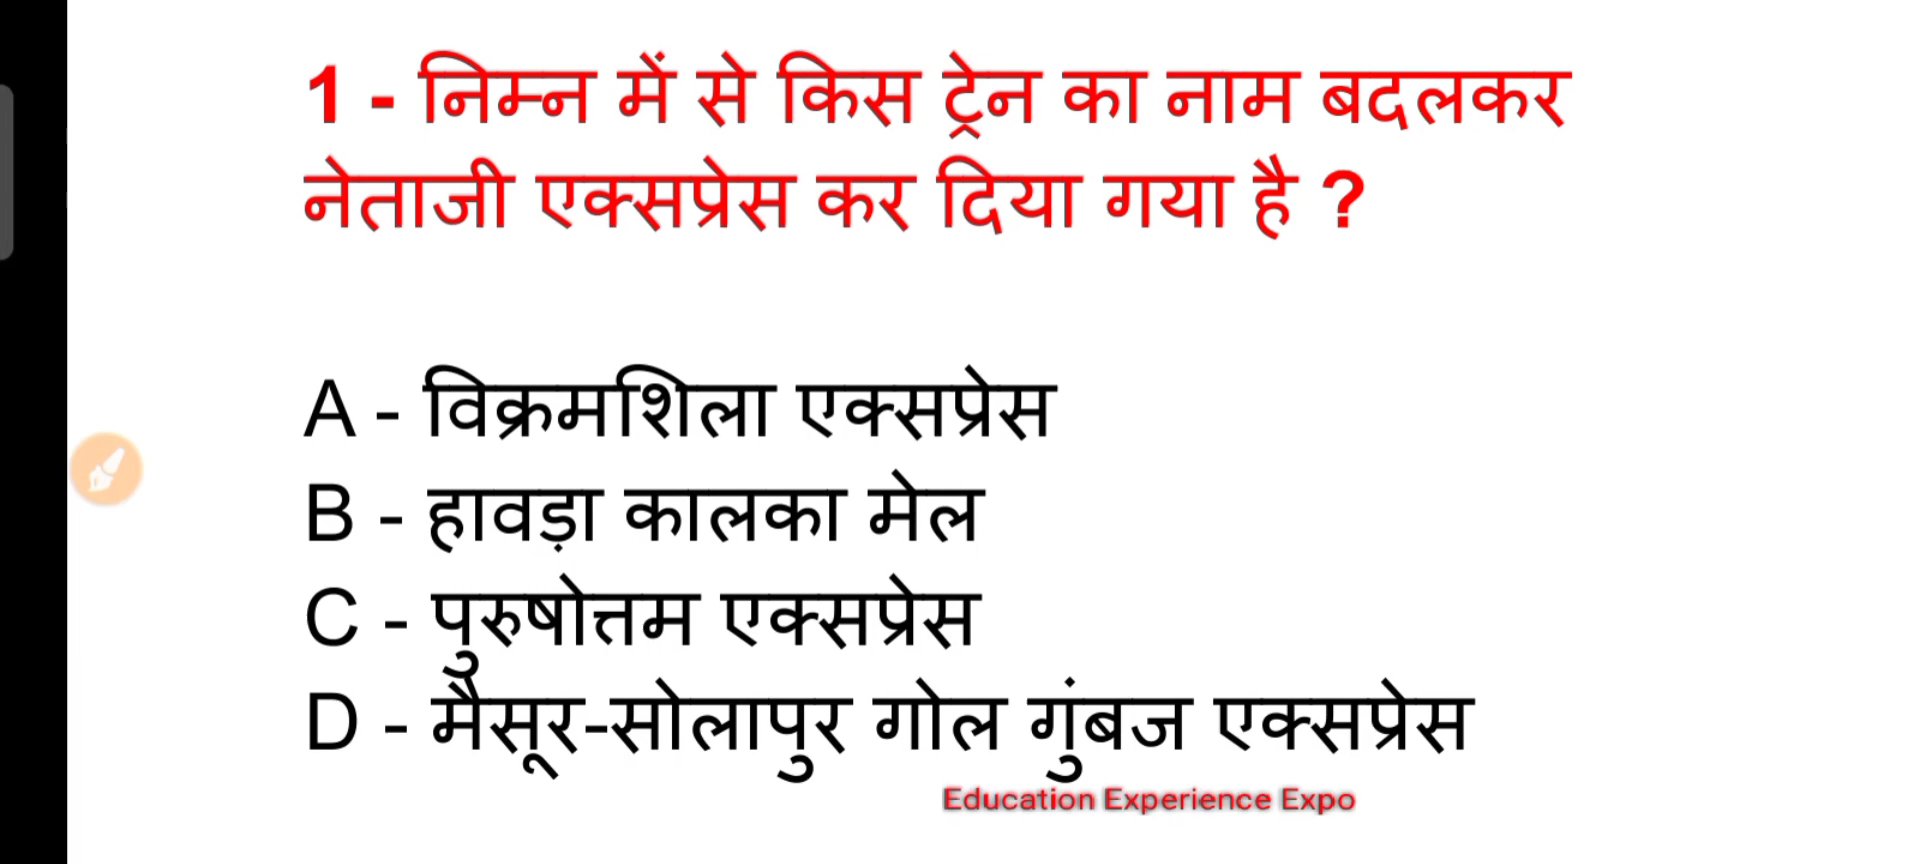 1 - निम्न में से किस ट्रेन का नाम बदलकर
नेताजी एक्सप्रेस कर दिया गया है ?
A - विक्रमशिला एक्सप्रेस
B - हावड़ा कालका मेल
C - पुरुषोत्तम एक्सप्रेस
D - मैसूर-सोलापुर गोल गुंबज एक्सप्रेस
Education Experience Expo